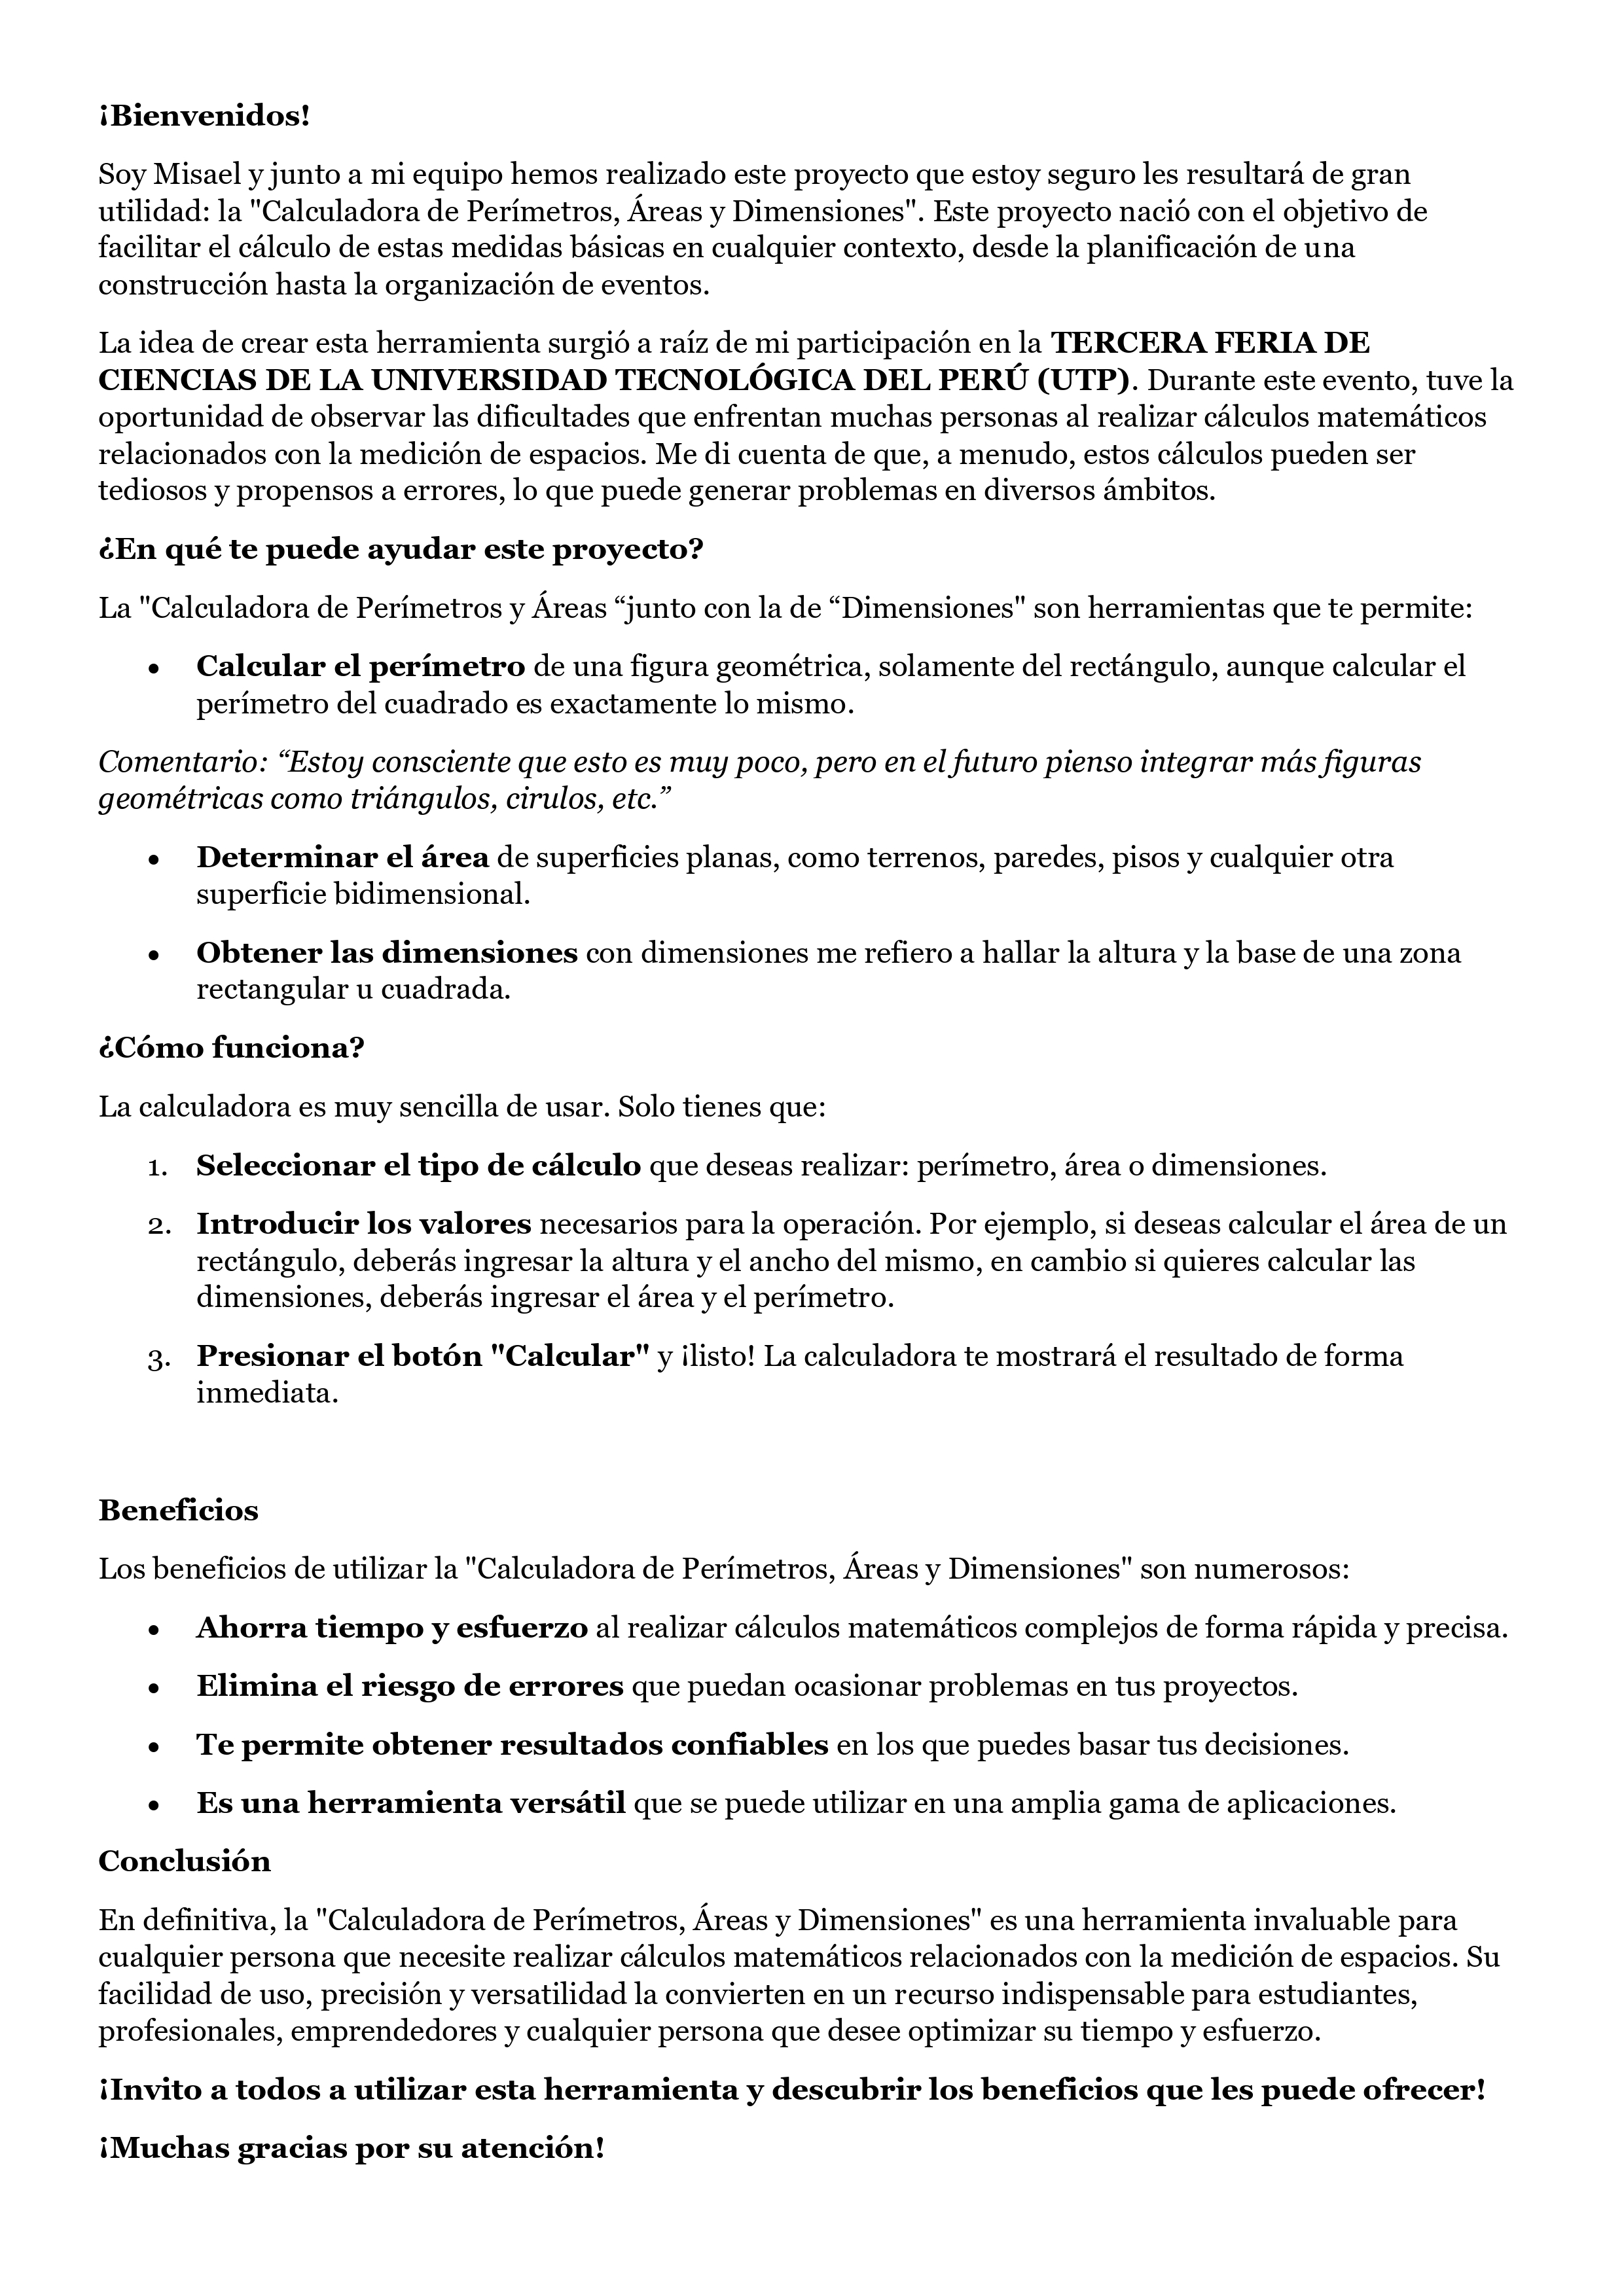 ¡Bienvenidos!
Soy Misael y junto a mi equipo hemos realizado este proyecto que estoy seguro les resultará de gran
utilidad: la "Calculadora de Perímetros, Áreas y Dimensiones". Este proyecto nació con el objetivo de
facilitar el cálculo de estas medidas básicas en cualquier contexto, desde la planificación de una
construcción hasta la organización de eventos.
La idea de crear esta herramienta surgió a raíz de mi participación en la TERCERA FERIA DE
CIENCIAS DE LA UNIVERSIDAD TECNOLÓGICA DEL PERÚ (UTP). Durante este evento, tuve la
oportunidad de observar las dificultades que enfrentan muchas personas al realizar cálculos matemáticos
relacionados con la medición de espacios. Me di cuenta de que, a menudo, estos cálculos pueden ser
tediosos y propensos a errores, lo que puede generar problemas en diversos ámbitos.
¿En qué te puede ayudar este proyecto?
La "Calculadora de Perímetros y Áreas “junto con la de “Dimensiones" son herramientas que te permite:
• Calcular el perímetro de una figura geométrica, solamente del rectángulo, aunque calcular el
perímetro del cuadrado es exactamente lo mismo.
Comentario: “Estoy consciente que esto es muy poco, pero en el futuro pienso integrar más figuras
geométricas como triángulos, cirulos, etc.”
• Determinar el área de superficies planas, como terrenos, paredes, pisos y cualquier otra
superficie bidimensional.
• Obtener las dimensiones con dimensiones me refiero a hallar la altura y la base de una zona
rectangular u cuadrada.
¿Cómo funciona?
La calculadora es muy sencilla de usar. Solo tienes que:
1. Seleccionar el tipo de cálculo que deseas realizar: perímetro, área o dimensiones.
2. Introducir los valores necesarios para la operación. Por ejemplo, si deseas calcular el área de un
rectángulo, deberás ingresar la altura y el ancho del mismo, en cambio si quieres calcular las
dimensiones, deberás ingresar el área y el perímetro.
3. Presionar el botón "Calcular" y ¡listo! La calculadora te mostrará el resultado de forma
inmediata.
Beneficios
Los beneficios de utilizar la "Calculadora de Perímetros, Áreas y Dimensiones" son numerosos:
• Ahorra tiempo y esfuerzo al realizar cálculos matemáticos complejos de forma rápida y precisa.
• Elimina el riesgo de errores que puedan ocasionar problemas en tus proyectos.
• Te permite obtener resultados confiables en los que puedes basar tus decisiones.
• Es una herramienta versátil que se puede utilizar en una amplia gama de aplicaciones.
Conclusión
En definitiva, la "Calculadora de Perímetros, Áreas y Dimensiones" es una herramienta invaluable para
cualquier persona que necesite realizar cálculos matemáticos relacionados con la medición de espacios. Su
facilidad de uso, precisión y versatilidad la convierten en un recurso indispensable para estudiantes,
profesionales, emprendedores y cualquier persona que desee optimizar su tiempo y esfuerzo.
¡Invito a todos a utilizar esta herramienta y descubrir los beneficios que les puede ofrecer!
¡Muchas gracias por su atención!